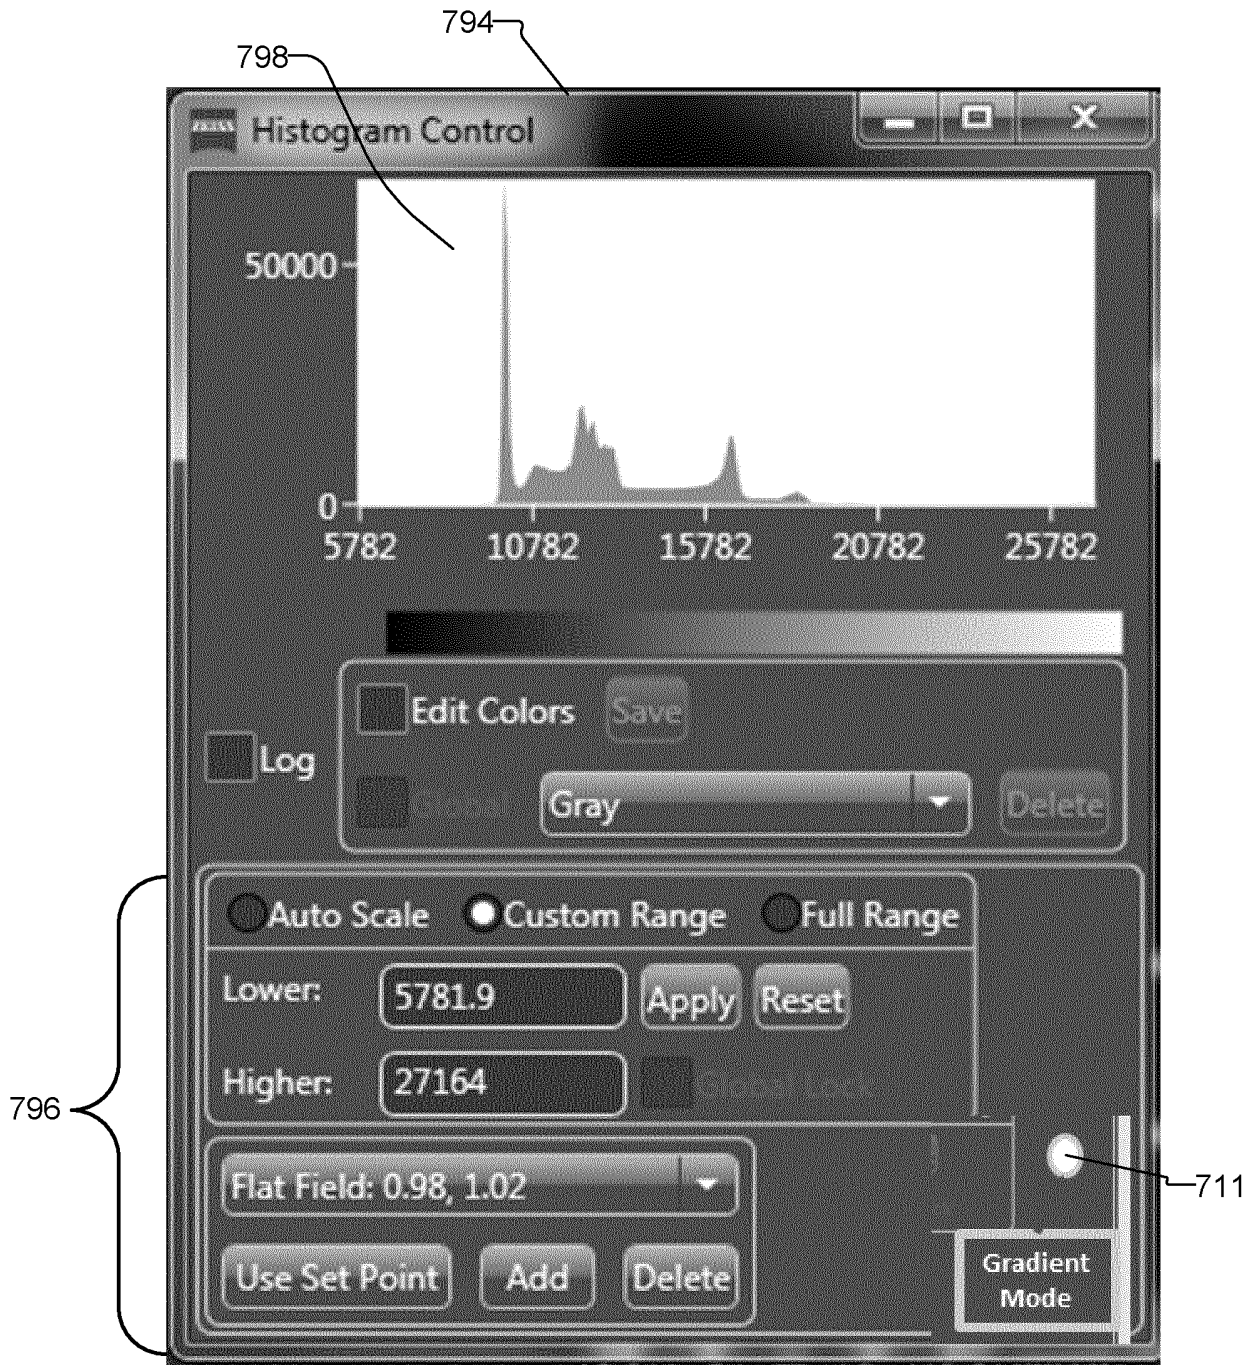 794
798
ZEISS Histogram Control
50000
0
5782 10782 15782 20782 25782
Edit Colors Save
Log
Global Gray Delete
Auto Scale Custom Range Full Range
Lower: 5781.9 Apply Reset
Higher: 27164
796
Flat Field: 0.98, 1.02
711
Use Set Point Add Delete
Gradient
Mode